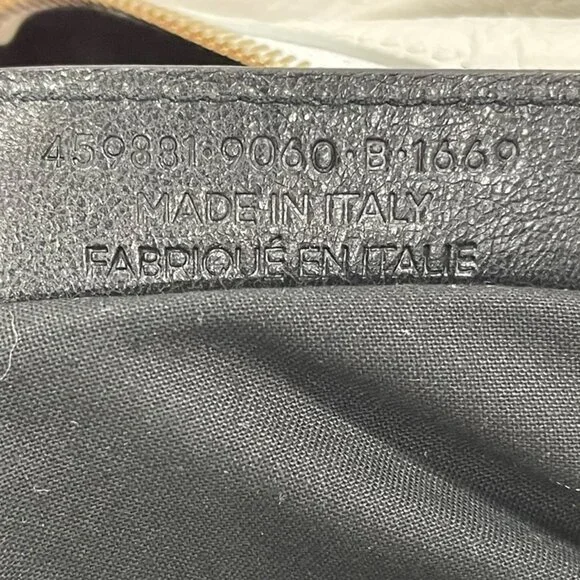 459881•9060•B•1669
MADE IN ITALY
FABRIQUÉ EN ITALIE